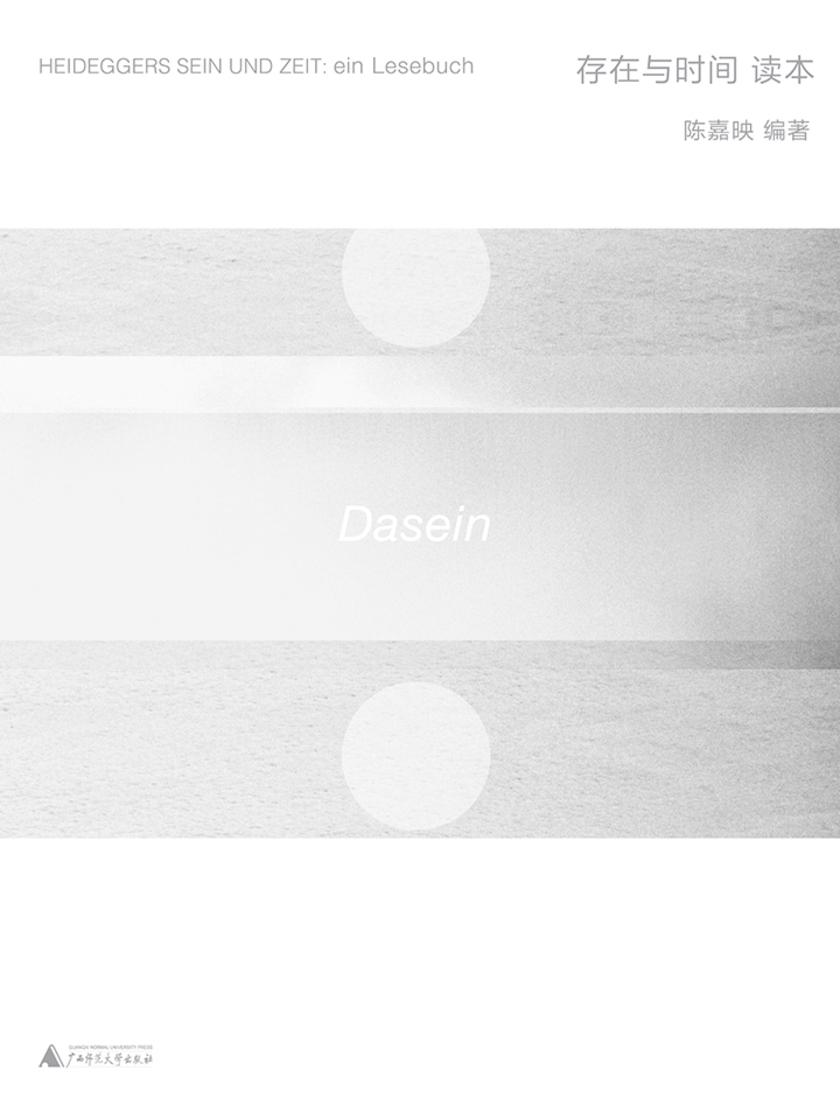 HEIDEGGERS SEIN UND ZEIT: ein Lesebuch
存在与时间 读本
陈嘉映 编著
Dasein
GUANGXI NORMAL UNIVERSITY PRESS
广西师范大学出版社